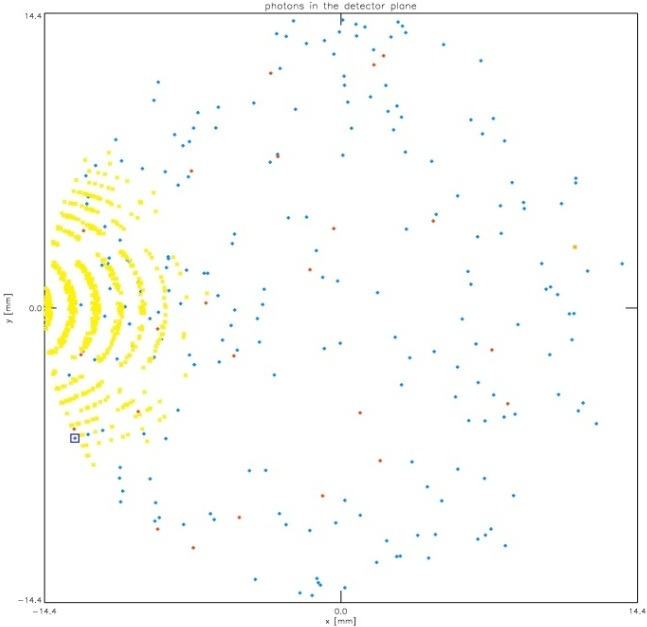 photons in the detector plane
14.4
y [mm]
0.0
-14.4
-14.4
0.0
14.4
x [mm]